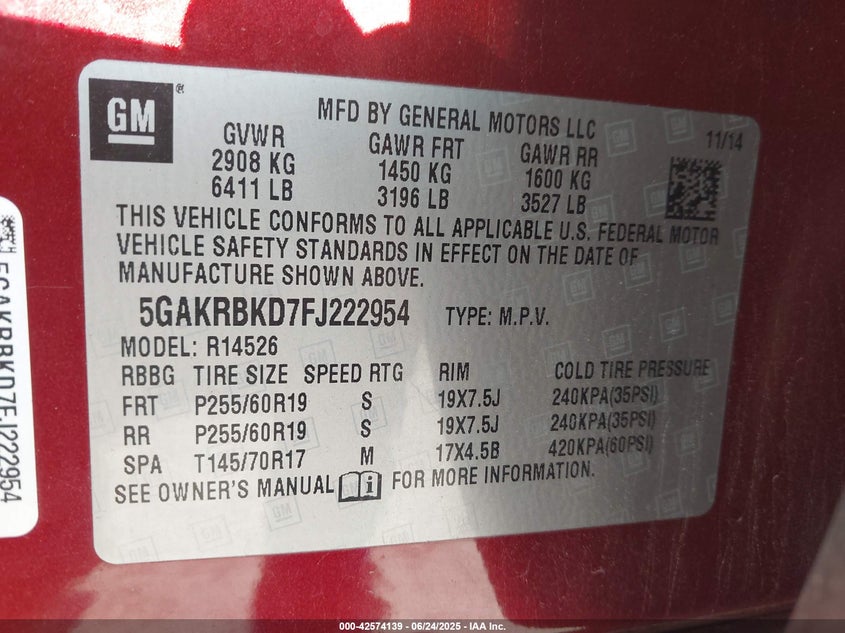 GM
MFD BY GENERAL MOTORS LLC
11/14
GVWR GAWR FRT GAWR RR
2908 KG 1450 KG 1600 KG
6411 LB 3196 LB 3527 LB
THIS VEHICLE CONFORMS TO ALL APPLICABLE U.S. FEDERAL MOTOR
VEHICLE SAFETY STANDARDS IN EFFECT ON THE DATE OF
MANUFACTURE SHOWN ABOVE.
5GAKRBKD7FJ222954 TYPE: M.P.V.
MODEL: R14526
RBBG TIRE SIZE SPEED RTG RIM COLD TIRE PRESSURE
FRT P255/60R19 S 19X7.5J 240KPA(35PSI)
RR P255/60R19 S 19X7.5J 240KPA(35PSI)
SPA T145/70R17 M 17X4.5B 420KPA(60PSI)
SEE OWNER'S MANUAL i FOR MORE INFORMATION.
5GAKRBKD7FJ222954
000-42574139 - 06/24/2025 - IAA Inc.